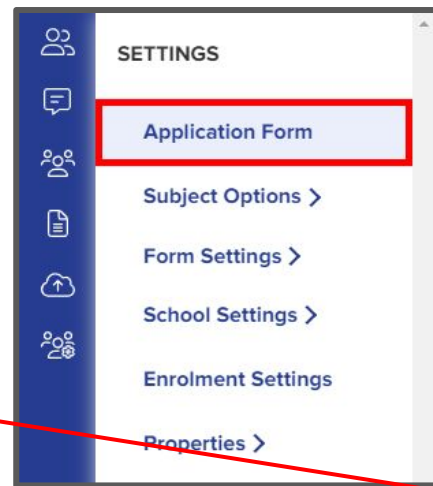 SETTINGS
Application Form
Subject Options >
Form Settings >
School Settings >
Enrolment Settings
Properties >